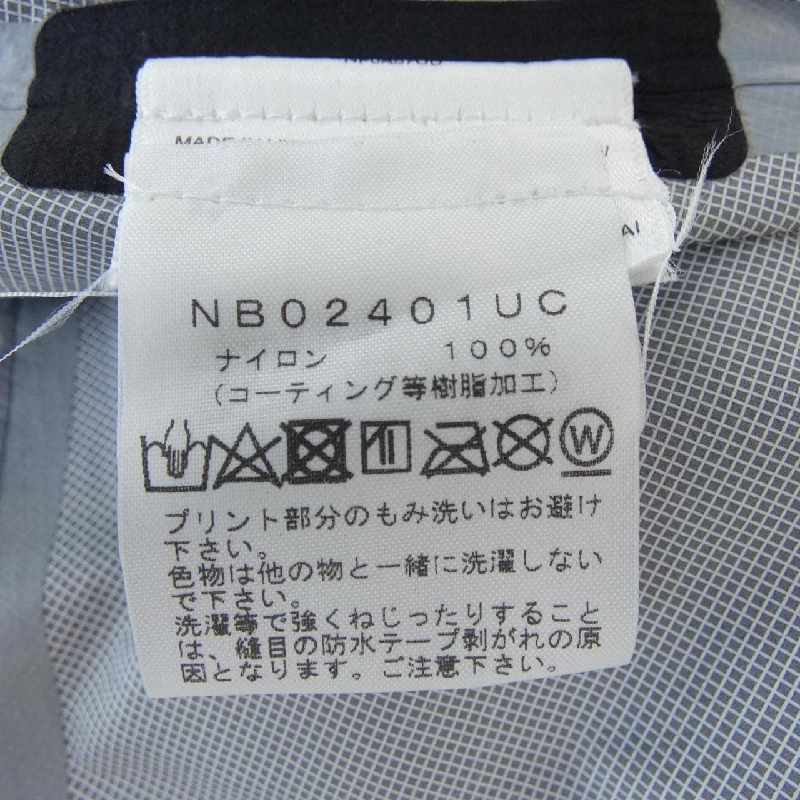 MADE
AI
NB02401UC
ナイロン 100%
(コーティング等樹脂加工)
W
プリント部分のもみ洗いはお避け
下さい。
色物は他の物と一緒に洗濯しない
で下さい。
洗濯等で強くねじったりすること
は、縫目の防水テープ剥がれの原
因となります。ご注意下さい。